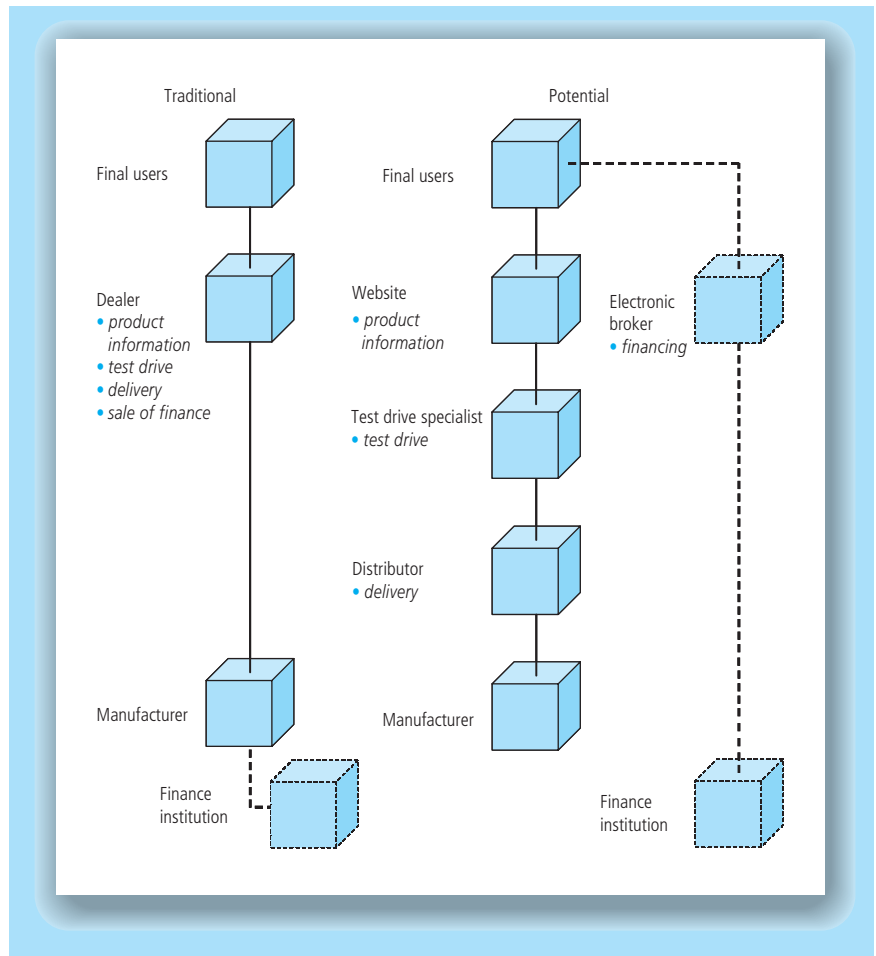 Traditional
Final users
Dealer
• product
information
• test drive
• delivery
• sale of finance
Manufacturer
Finance
institution
Potential
Final users
Website
• product
information
Test drive specialist
• test drive
Distributor
• delivery
Manufacturer
Electronic
broker
• financing
Finance
institution